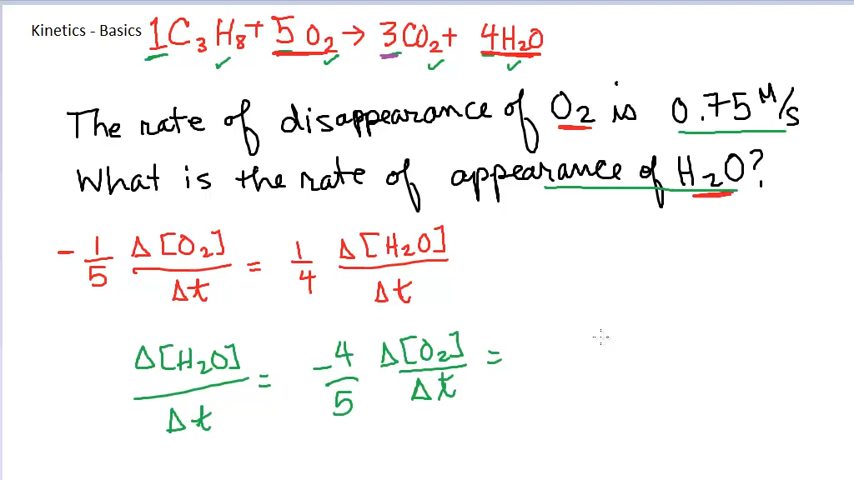 Kinetics - Basics 1C₃H₈ + 5O₂ → 3CO₂ + 4H₂O
The rate of disappearance of O₂ is 0.75 M/s
What is the rate of appearance of H₂O?
-1/5 Δ[O₂]/Δt = 1/4 Δ[H₂O]/Δt
Δ[H₂O]/Δt = -4/5 Δ[O₂]/Δt =